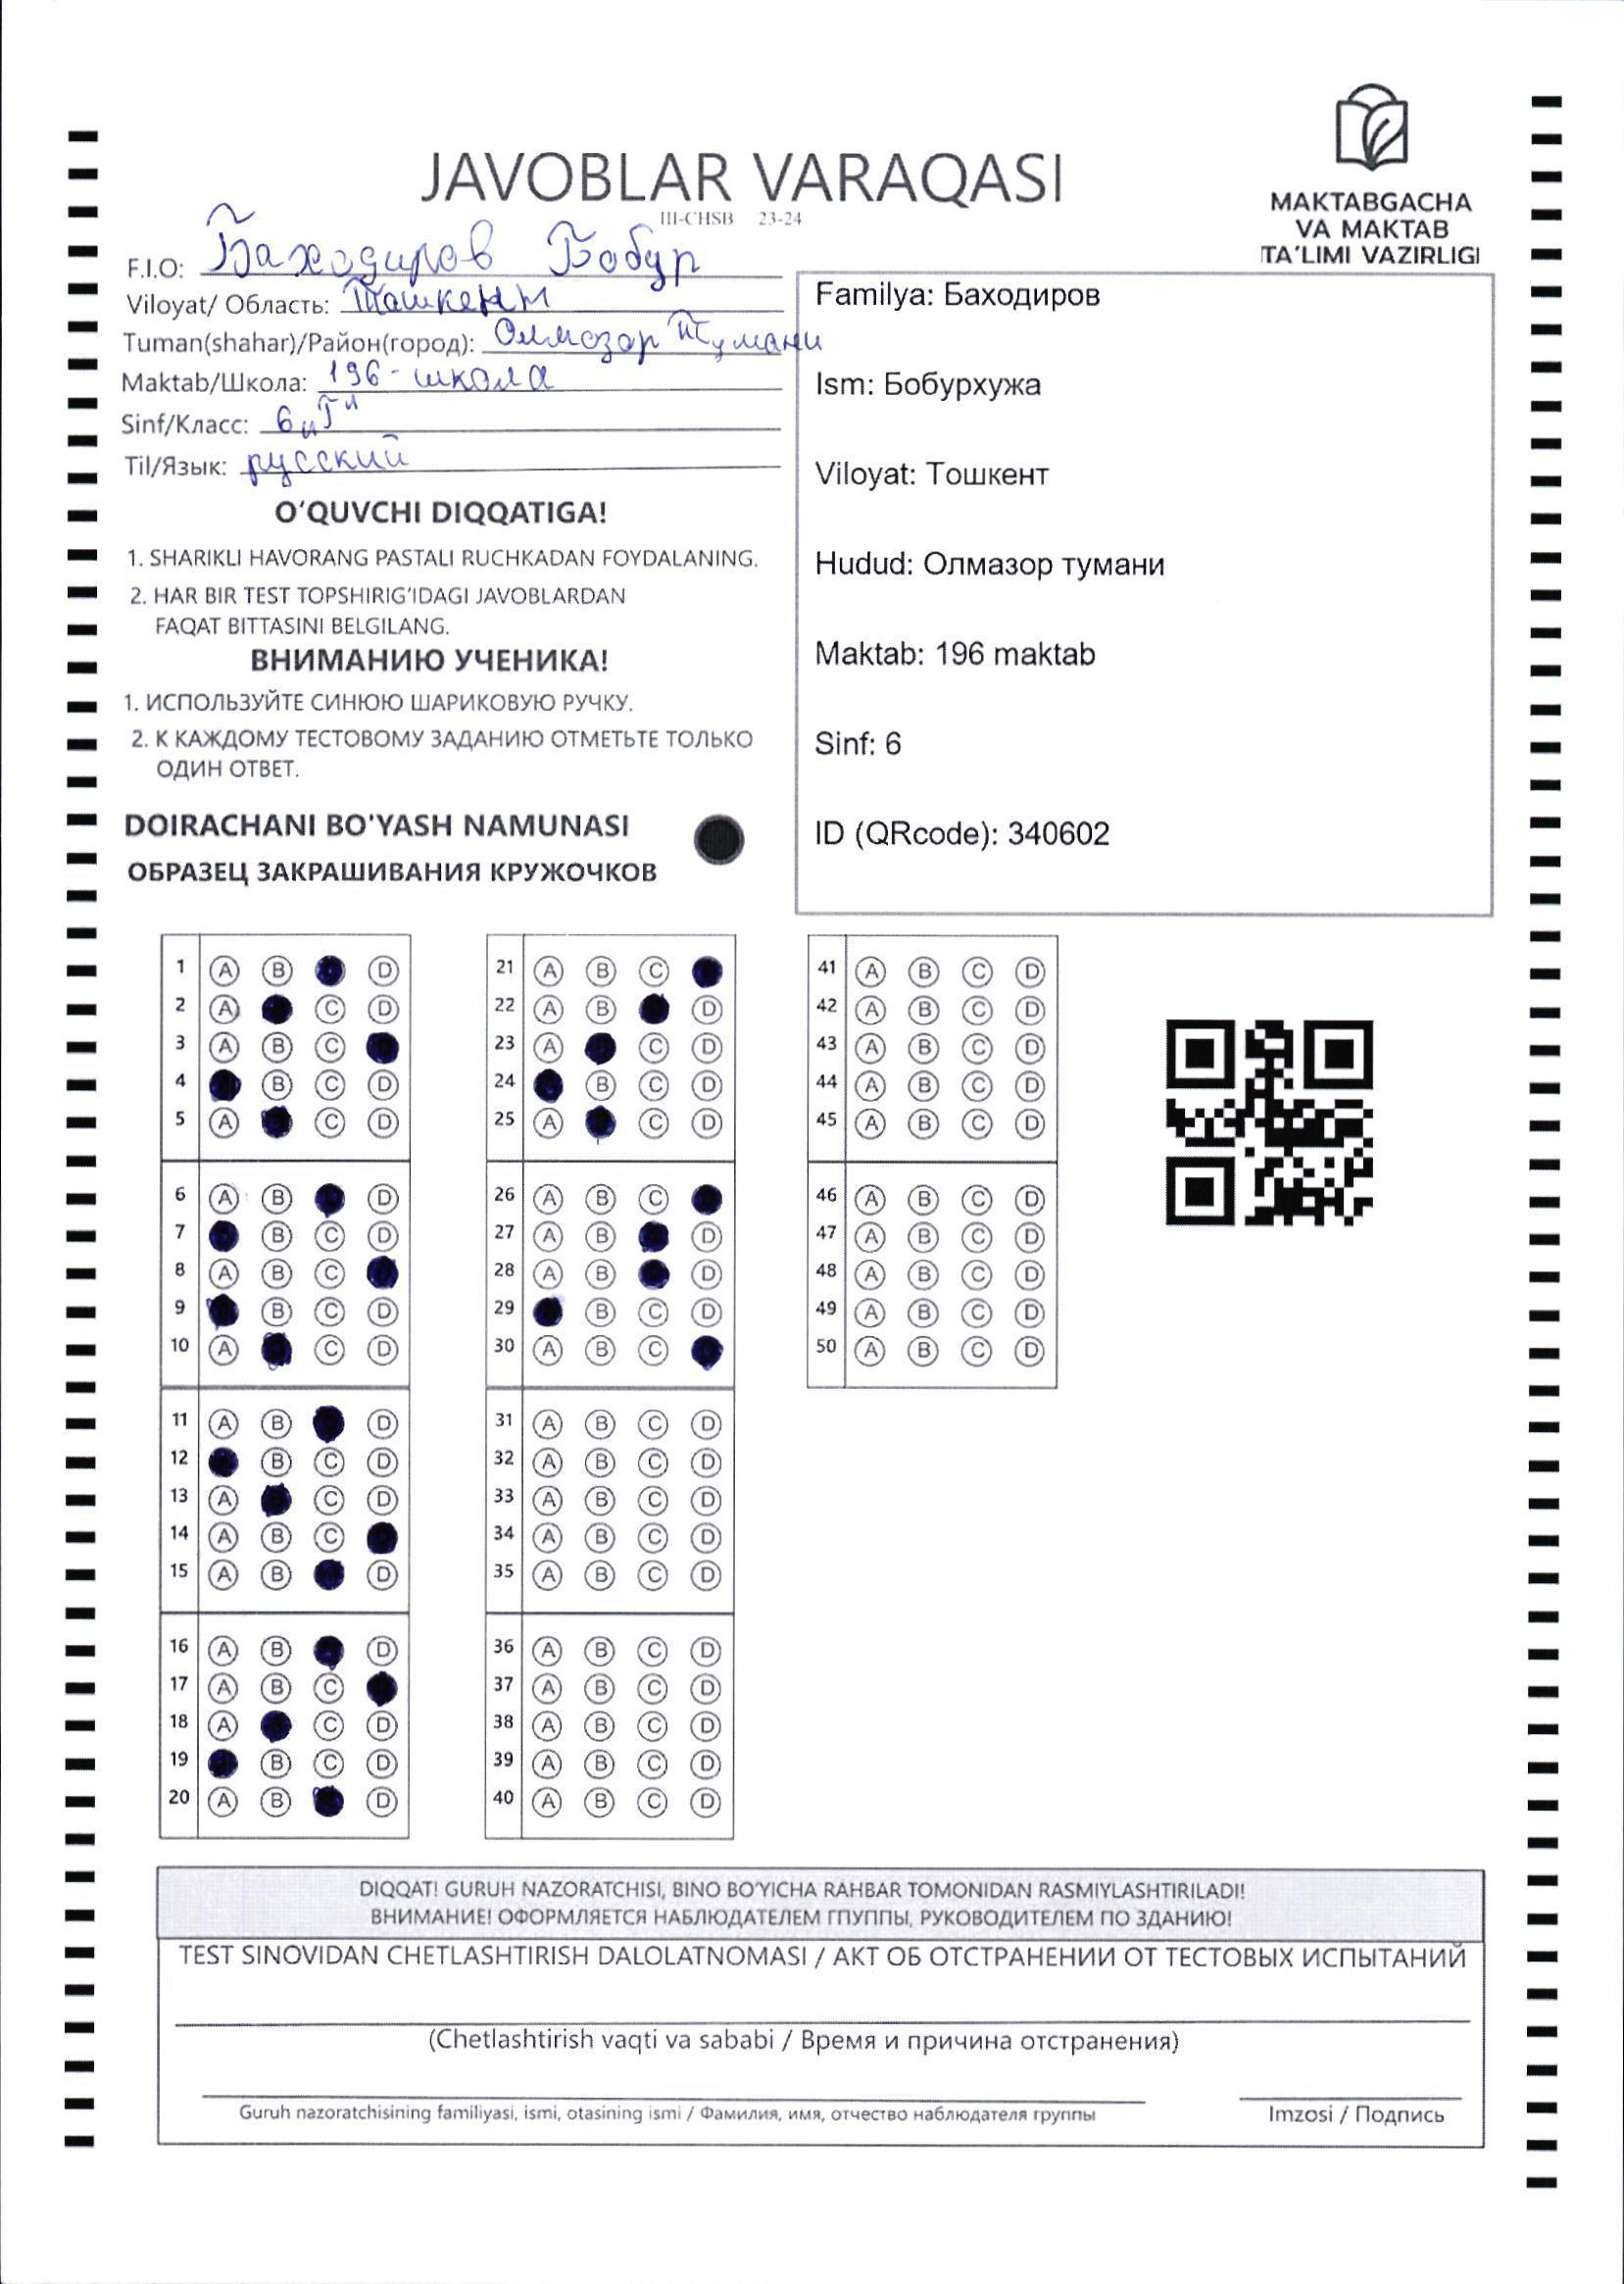 JAVOBLAR VARAQASI
III-CHSB 23-24
MAKTABGACHA
VA MAKTAB
TA'LIMI VAZIRLIGI
F.I.O: Баходиров Бобур
Viloyat/ Область: Ташкент
Tuman(shahar)/Район(город): Олмазор Тумани
Maktab/Школа: 196-школа
Sinf/Класс: 6 „Г"
Til/Язык: русский
O'QUVCHI DIQQATIGA!
1. SHARIKLI HAVORANG PASTALI RUCHKADAN FOYDALANING.
2. HAR BIR TEST TOPSHIRIG'IDAGI JAVOBLARDAN
FAQAT BITTASINI BELGILANG.
ВНИМАНИЮ УЧЕНИКА!
1. ИСПОЛЬЗУЙТЕ СИНЮЮ ШАРИКОВУЮ РУЧКУ.
2. К КАЖДОМУ ТЕСТОВОМУ ЗАДАНИЮ ОТМЕТЬТЕ ТОЛЬКО
ОДИН ОТВЕТ.
DOIRACHANI BO'YASH NAMUNASI
ОБРАЗЕЦ ЗАКРАШИВАНИЯ КРУЖОЧКОВ
Familya: Баходиров
Ism: Бобурхужа
Viloyat: Тошкент
Hudud: Олмазор тумани
Maktab: 196 maktab
Sinf: 6
ID (QRcode): 340602
1 A B D
2 A C D
3 A B C
4 B C D
5 A C D
6 A B D
7 B C D
8 A B C
9 B C D
10 A C D
11 A B D
12 B C D
13 A C D
14 A B C
15 A B D
16 A B D
17 A B C
18 A C D
19 B C D
20 A B D
21 A B C
22 A B D
23 A C D
24 B C D
25 A C D
26 A B C
27 A B D
28 A B D
29 B C D
30 A B C
31 A B C D
32 A B C D
33 A B C D
34 A B C D
35 A B C D
36 A B C D
37 A B C D
38 A B C D
39 A B C D
40 A B C D
41 A B C D
42 A B C D
43 A B C D
44 A B C D
45 A B C D
46 A B C D
47 A B C D
48 A B C D
49 A B C D
50 A B C D
DIQQAT! GURUH NAZORATCHISI, BINO BO'YICHA RAHBAR TOMONIDAN RASMIYLASHTIRILADI!
ВНИМАНИЕ! ОФОРМЛЯЕТСЯ НАБЛЮДАТЕЛЕМ ГПУППЫ, РУКОВОДИТЕЛЕМ ПО ЗДАНИЮ!
TEST SINOVIDAN CHETLASHTIRISH DALOLATNOMASI / АКТ ОБ ОТСТРАНЕНИИ ОТ ТЕСТОВЫХ ИСПЫТАНИЙ
(Chetlashtirish vaqti va sababi / Время и причина отстранения)
Guruh nazoratchisining familiyasi, ismi, otasining ismi / Фамилия, имя, отчество наблюдателя группы
Imzosi / Подпись